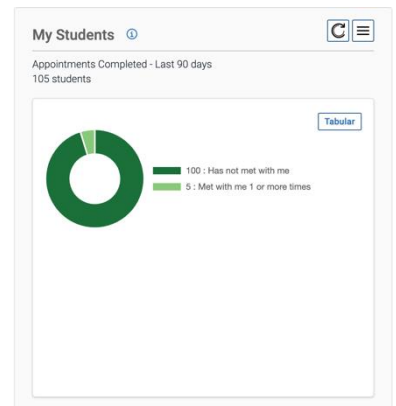 My Students
Appointments Completed - Last 90 days
105 students
Tabular
100 : Has not met with me
5 : Met with me 1 or more times